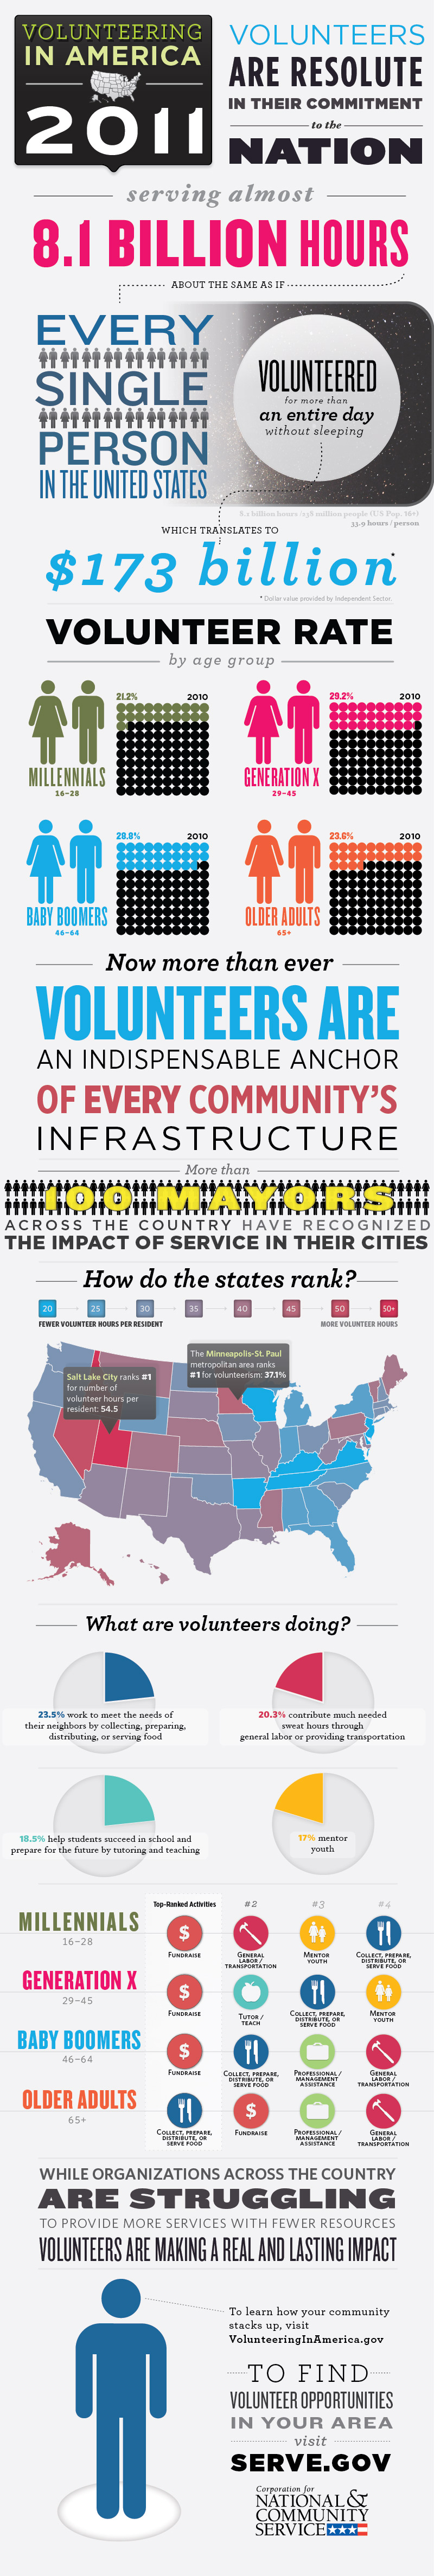 VOLUNTEERING
IN AMERICA
2011
VOLUNTEERS
ARE RESOLUTE
IN THEIR COMMITMENT
to the
NATION
serving almost
8.1 BILLION HOURS
ABOUT THE SAME AS IF
EVERY
SINGLE
PERSON
IN THE UNITED STATES
VOLUNTEERED
for more than
an entire day
without sleeping
8.1 billion hours /238 million people (US Pop. 16+)
33.9 hours / person
WHICH TRANSLATES TO
$173 billion*
* Dollar value provided by Independent Sector.
VOLUNTEER RATE
by age group
21.2% 2010
MILLENNIALS
16–28
29.2% 2010
GENERATION X
29–45
28.8% 2010
BABY BOOMERS
46–64
23.6% 2010
OLDER ADULTS
65+
Now more than ever
VOLUNTEERS ARE
AN INDISPENSABLE ANCHOR
OF EVERY COMMUNITY'S
INFRASTRUCTURE
More than
100 MAYORS
ACROSS THE COUNTRY HAVE RECOGNIZED
THE IMPACT OF SERVICE IN THEIR CITIES
How do the states rank?
20 25 30 35 40 45 50 50+
FEWER VOLUNTEER HOURS PER RESIDENT MORE VOLUNTEER HOURS
The Minneapolis-St. Paul
metropolitan area ranks
#1 for volunteerism: 37.1%
Salt Lake City ranks #1
for number of
volunteer hours per
resident: 54.5
What are volunteers doing?
23.5% work to meet the needs of
their neighbors by collecting, preparing,
distributing, or serving food
20.3% contribute much needed
sweat hours through
general labor or providing transportation
18.5% help students succeed in school and
prepare for the future by tutoring and teaching
17% mentor
youth
Top-Ranked Activities #2 #3 #4
MILLENNIALS
16–28
$
FUNDRAISE
GENERAL
LABOR /
TRANSPORTATION
MENTOR
YOUTH
COLLECT, PREPARE,
DISTRIBUTE, OR
SERVE FOOD
GENERATION X
29–45
$
FUNDRAISE
TUTOR /
TEACH
COLLECT, PREPARE,
DISTRIBUTE, OR
SERVE FOOD
MENTOR
YOUTH
BABY BOOMERS
46–64
$
FUNDRAISE
COLLECT, PREPARE,
DISTRIBUTE, OR
SERVE FOOD
PROFESSIONAL /
MANAGEMENT
ASSISTANCE
GENERAL
LABOR /
TRANSPORTATION
OLDER ADULTS
65+
COLLECT, PREPARE,
DISTRIBUTE, OR
SERVE FOOD
$
FUNDRAISE
PROFESSIONAL /
MANAGEMENT
ASSISTANCE
GENERAL
LABOR /
TRANSPORTATION
WHILE ORGANIZATIONS ACROSS THE COUNTRY
ARE STRUGGLING
TO PROVIDE MORE SERVICES WITH FEWER RESOURCES
VOLUNTEERS ARE MAKING A REAL AND LASTING IMPACT
To learn how your community
stacks up, visit
VolunteeringInAmerica.gov
TO FIND
VOLUNTEER OPPORTUNITIES
IN YOUR AREA
visit
SERVE.GOV
Corporation for
NATIONAL &
COMMUNITY
SERVICE